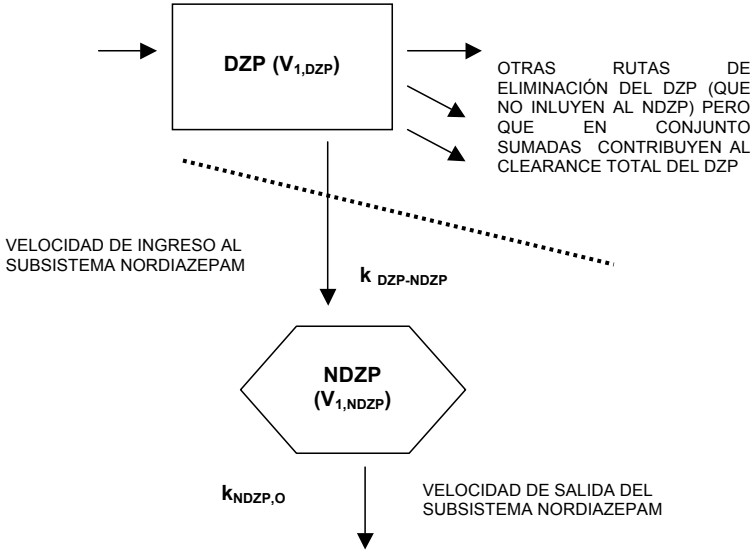 DZP (V1,DZP)
OTRAS RUTAS DE
ELIMINACIÓN DEL DZP (QUE
NO INLUYEN AL NDZP) PERO
QUE EN CONJUNTO
SUMADAS CONTRIBUYEN AL
CLEARANCE TOTAL DEL DZP
VELOCIDAD DE INGRESO AL
SUBSISTEMA NORDIAZEPAM
k DZP-NDZP
NDZP
(V1,NDZP)
kNDZP,O
VELOCIDAD DE SALIDA DEL
SUBSISTEMA NORDIAZEPAM